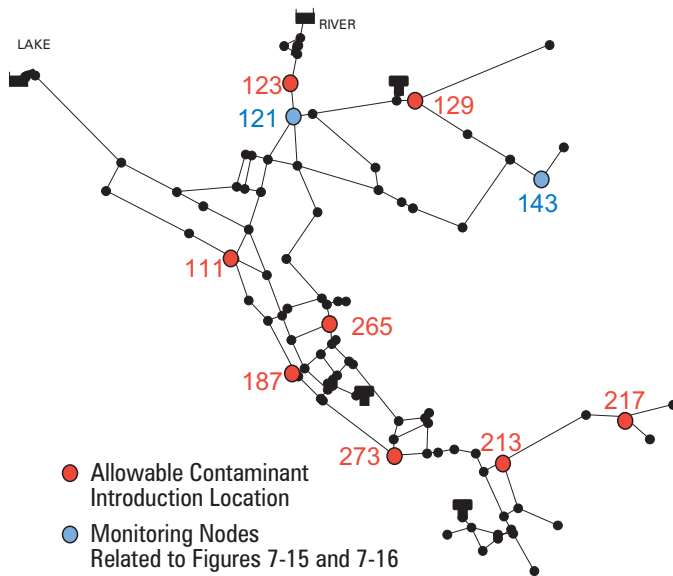 RIVER
LAKE
123
129
121
143
111
265
187
217
273
213
Allowable Contaminant
Introduction Location
Monitoring Nodes
Related to Figures 7-15 and 7-16